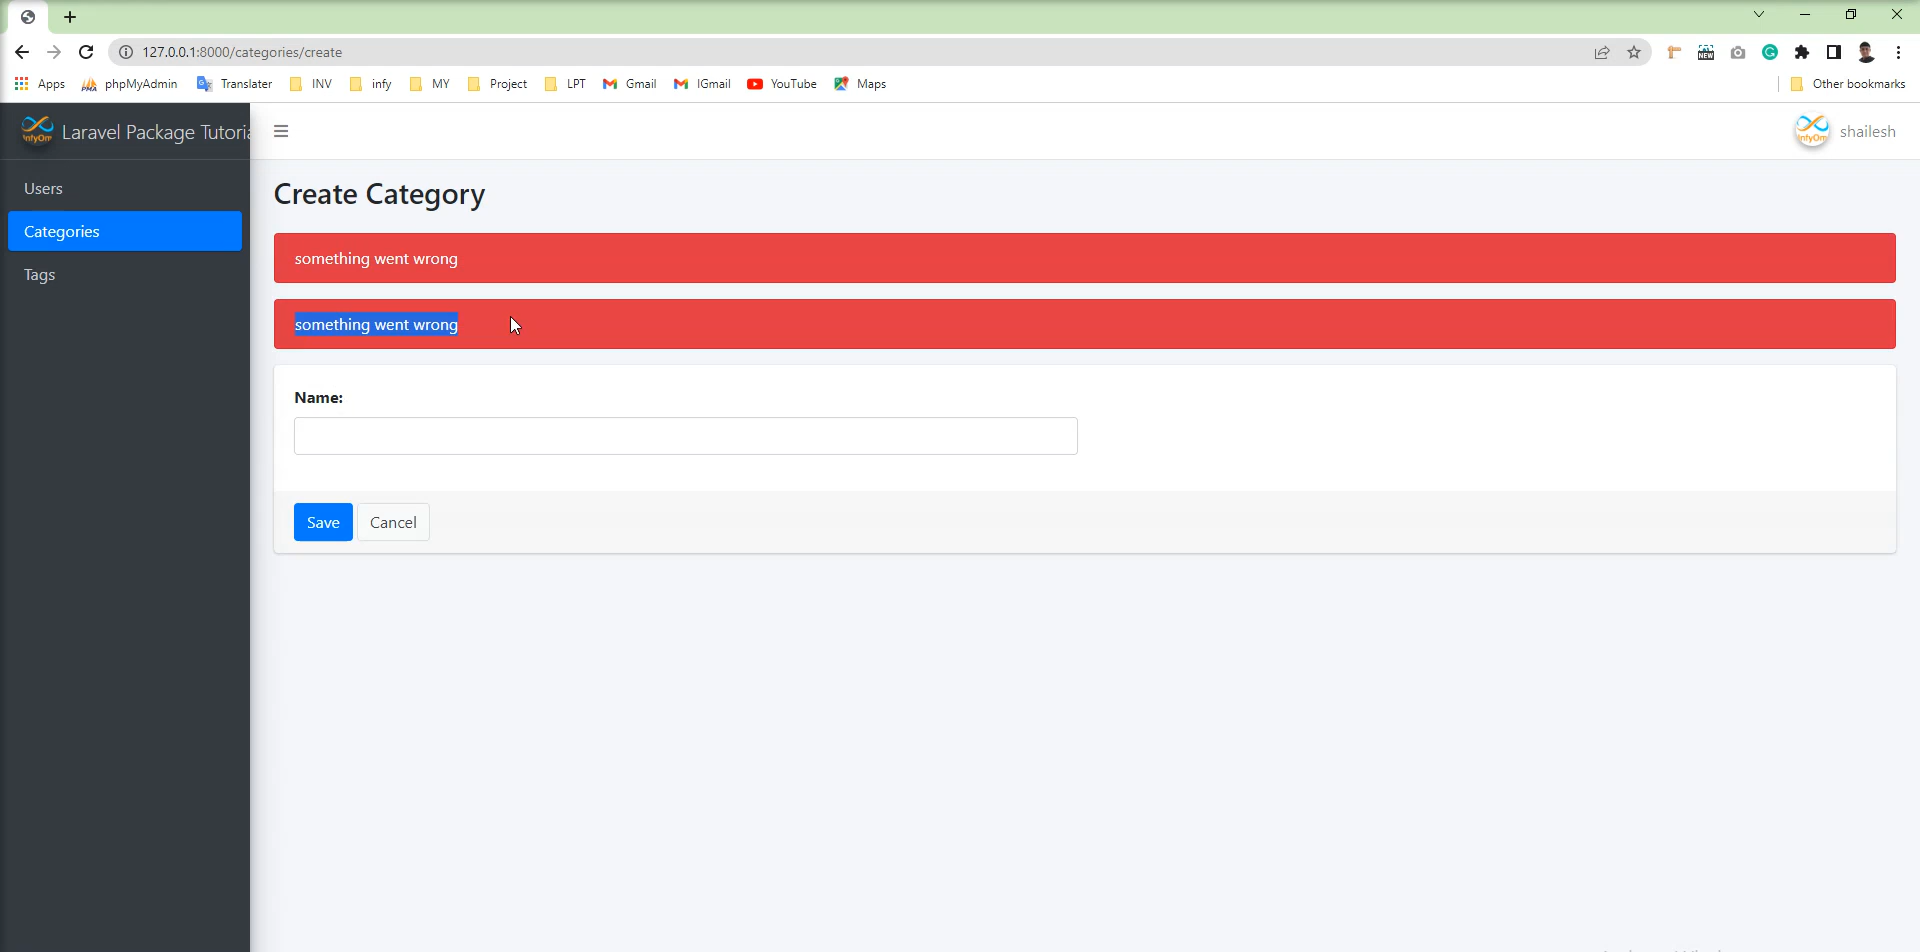 127.0.0.1:8000/categories/create
Apps phpMyAdmin Translater INV infy MY Project LPT Gmail IGmail YouTube Maps Other bookmarks
InfyOm Laravel Package Tutoria
InfyOm shailesh
Users
Categories
Tags
Create Category
something went wrong
something went wrong
Name:
Save Cancel